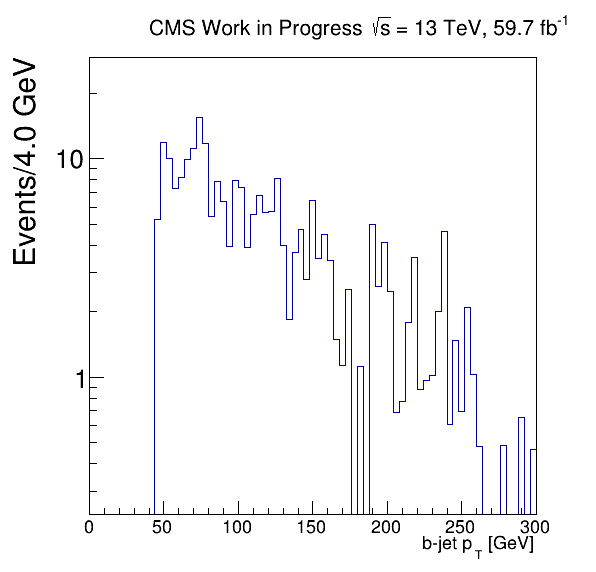 CMS Work in Progress √s = 13 TeV, 59.7 fb⁻¹
Events/4.0 GeV
10
1
0 50 100 150 200 250 300
b-jet p_T [GeV]